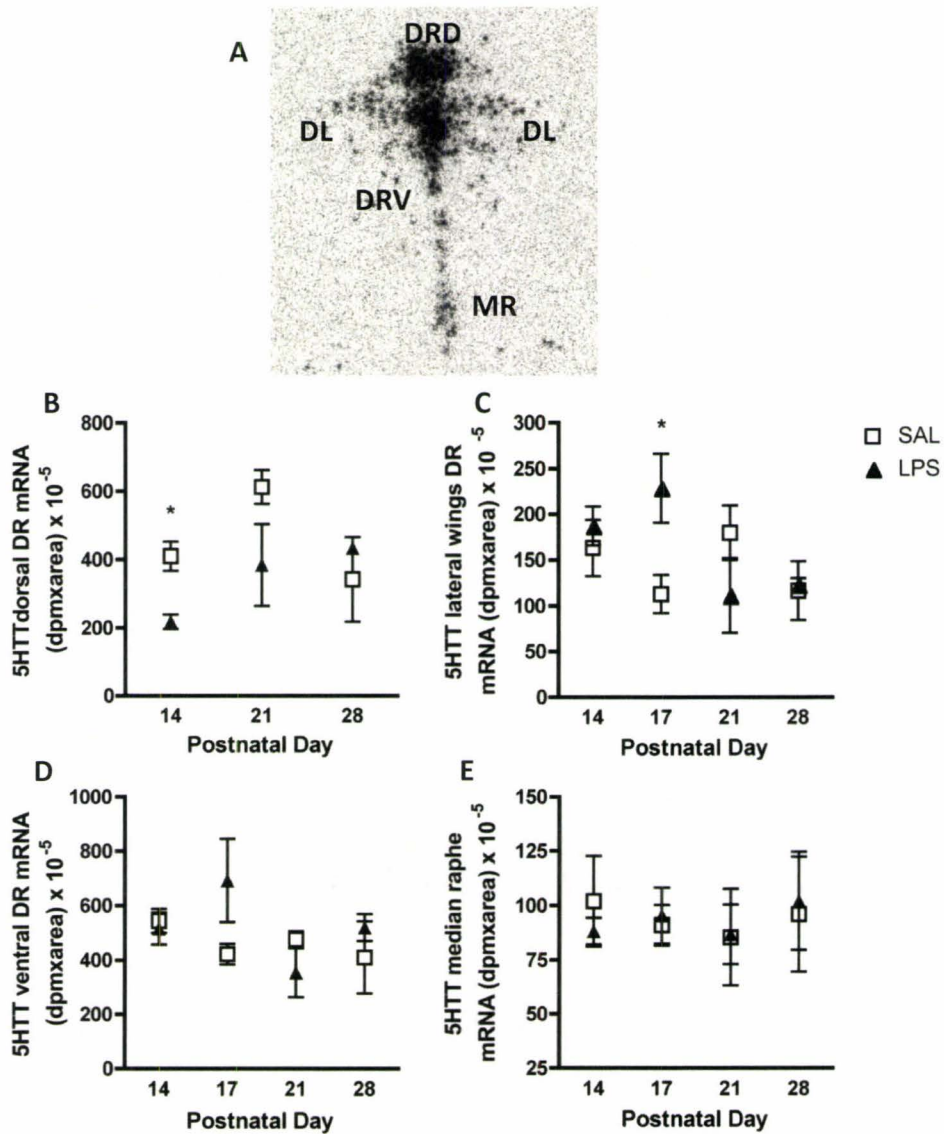 A
DRD
DL
DL
DRV
MR
B
5HTTdorsal DR mRNA
(dpmxarea) x 10-5
800
600
400
200
0
*
14
21
28
Postnatal Day
C
5HTT lateral wings DR
mRNA (dpmxarea) x 10 -5
300
250
200
150
100
50
0
*
14
17
21
28
Postnatal Day
SAL
LPS
D
5HTT ventral DR mRNA
(dpmxarea) x 10-5
1000
800
600
400
200
0
14
17
21
28
Postnatal Day
E
5HTT median raphe
mRNA (dpmxarea) x 10-5
150
125
100
75
50
25
14
17
21
28
Postnatal Day